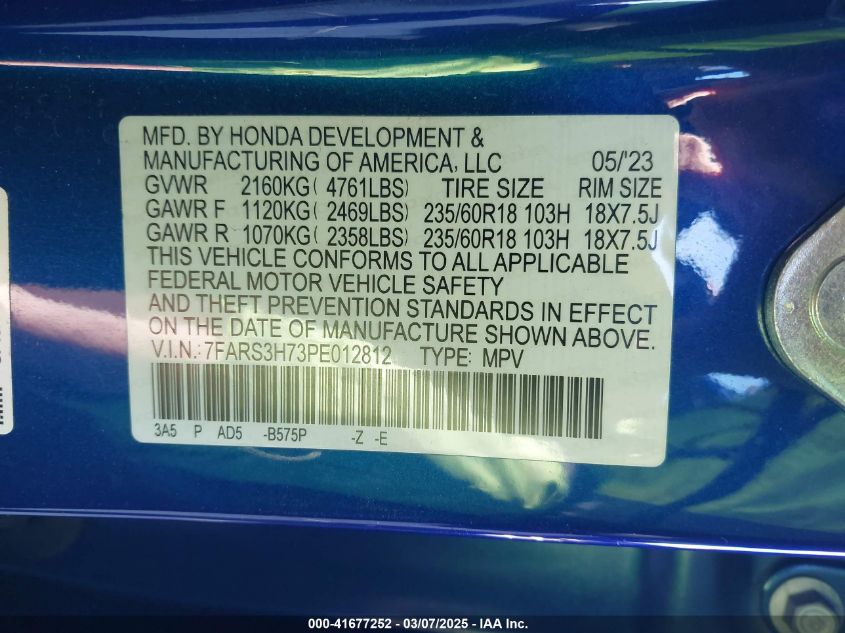 MFD. BY HONDA DEVELOPMENT &
MANUFACTURING OF AMERICA, LLC 05/'23
GVWR 2160KG( 4761LBS) TIRE SIZE RIM SIZE
GAWR F 1120KG( 2469LBS) 235/60R18 103H 18X7.5J
GAWR R 1070KG( 2358LBS) 235/60R18 103H 18X7.5J
THIS VEHICLE CONFORMS TO ALL APPLICABLE
FEDERAL MOTOR VEHICLE SAFETY
AND THEFT PREVENTION STANDARDS IN EFFECT
ON THE DATE OF MANUFACTURE SHOWN ABOVE.
V.I.N.: 7FARS3H73PE012812 TYPE: MPV
3A5 P AD5 -B575P -Z -E
000-41677252 — 03/07/2025 — IAA Inc.